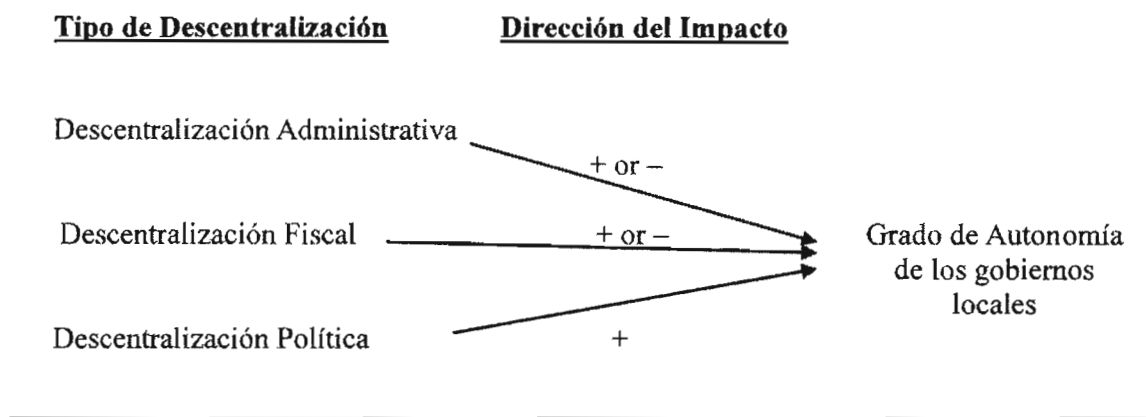 Tipo de Descentralización
Dirección del Impacto
Descentralización Administrativa
+ or –
Descentralización Fiscal
+ or –
Grado de Autonomía
de los gobiernos
locales
Descentralización Política
+